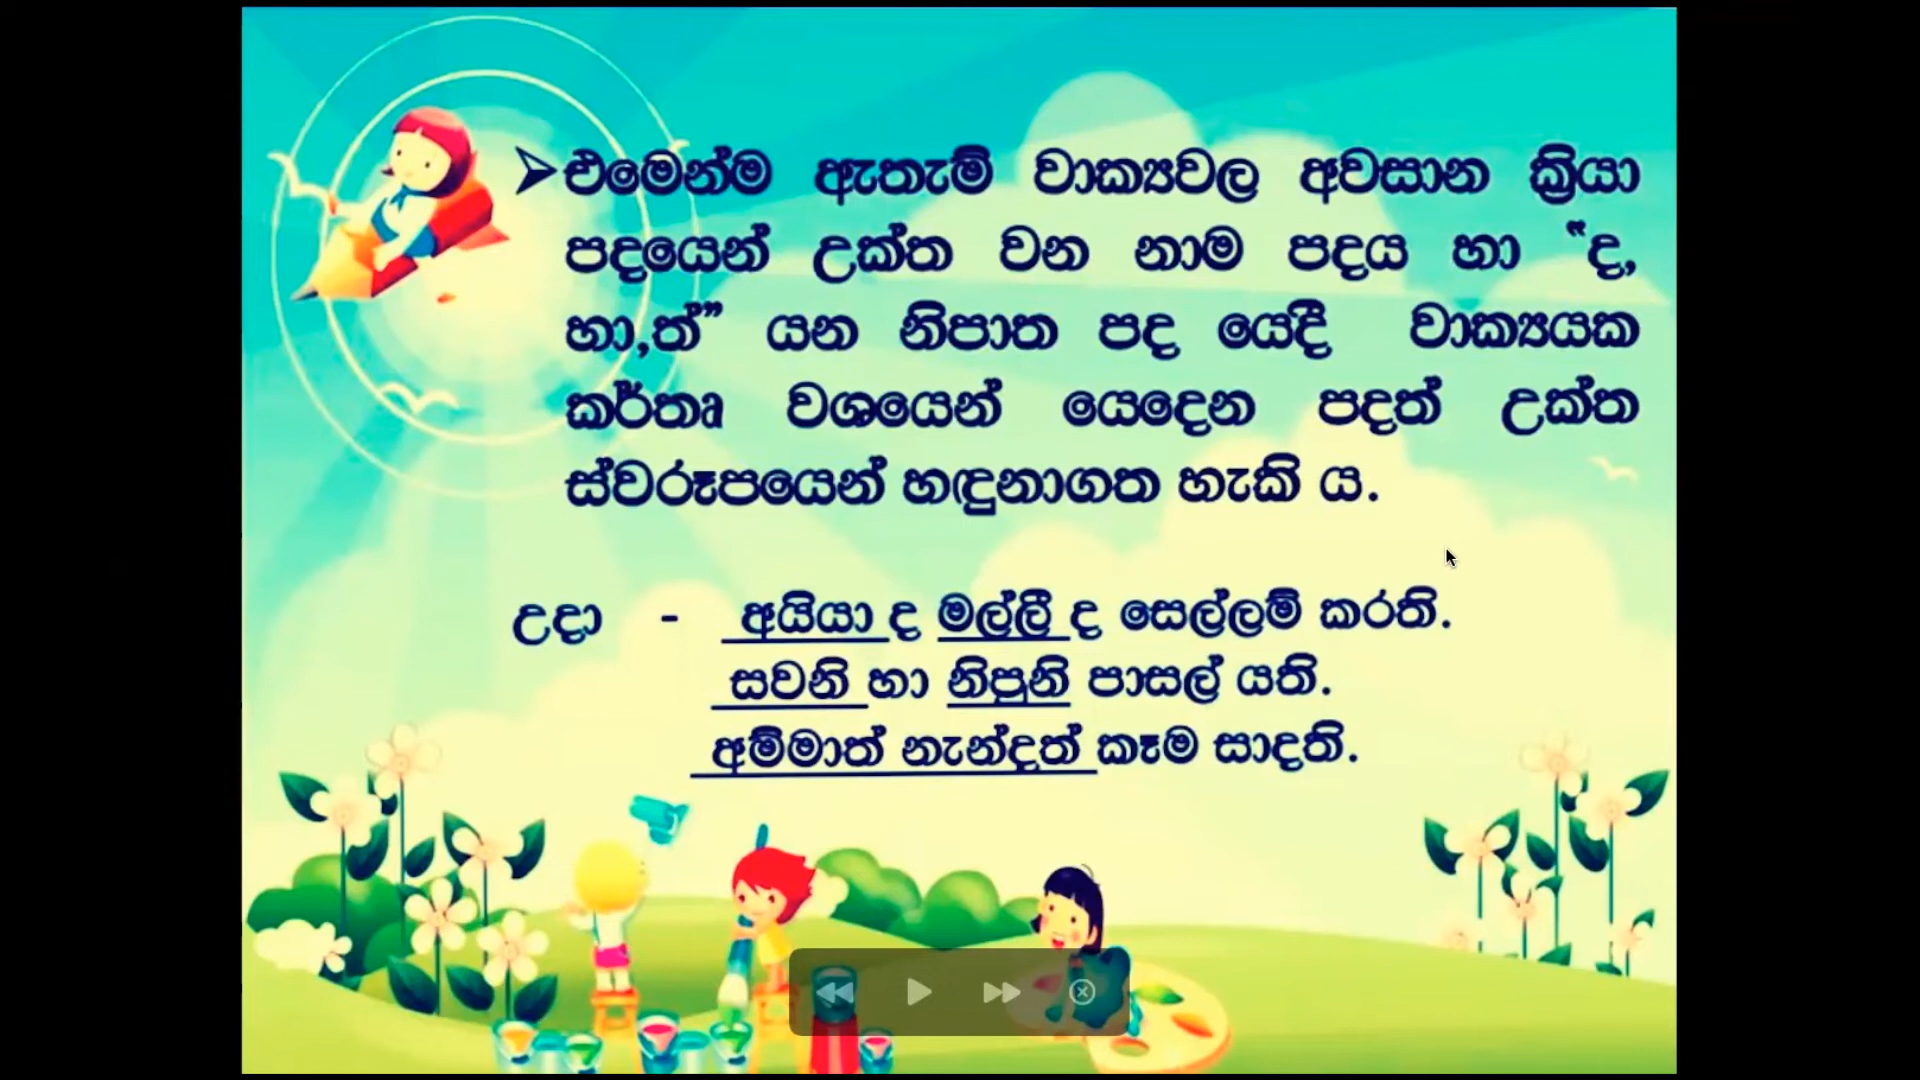 ➢එමෙන්ම ඇතැම් වාක්‍යවල අවසාන ක්‍රියා
පදයෙන් උක්ත වන නාම පදය හා “ද,
හා,ත්” යන නිපාත පද යෙදී වාක්‍යයක
කර්තෘ වශයෙන් යෙදෙන පදත් උක්ත
ස්වරූපයෙන් හඳුනාගත හැකි ය.
උදා - අයියා ද මල්ලී ද සෙල්ලම් කරති.
සවනි හා නිපුනි පාසල් යති.
අම්මාත් නැන්දත් කෑම සාදති.